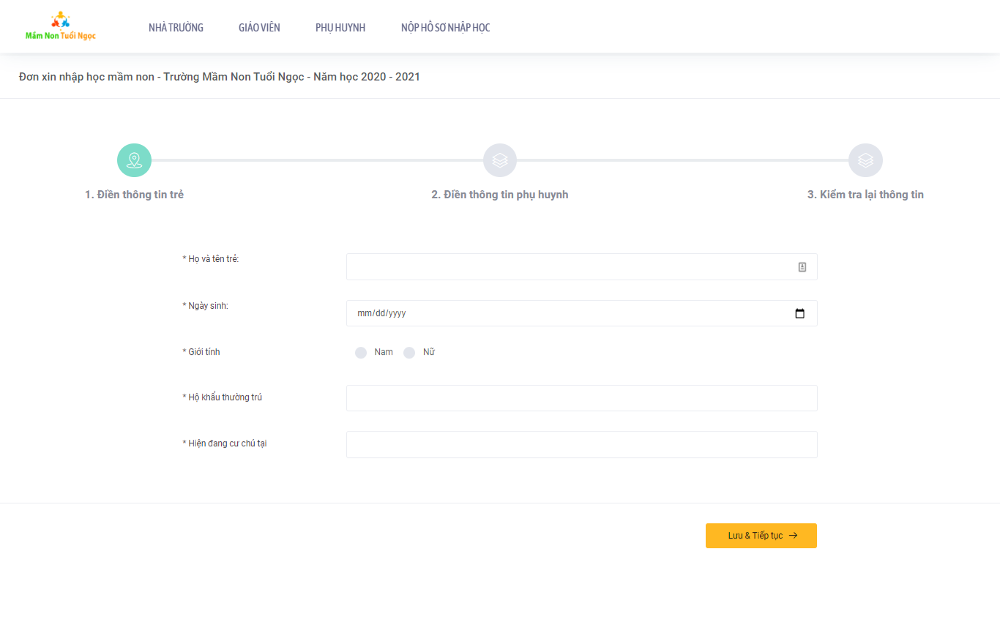 Mầm Non Tuổi Ngọc
NHÀ TRƯỜNG GIÁO VIÊN PHỤ HUYNH NỘP HỒ SƠ NHẬP HỌC
Đơn xin nhập học mầm non - Trường Mầm Non Tuổi Ngọc - Năm học 2020 - 2021
1. Điền thông tin trẻ 2. Điền thông tin phụ huynh 3. Kiểm tra lại thông tin
* Họ và tên trẻ:
* Ngày sinh: mm/dd/yyyy
* Giới tính Nam Nữ
* Hộ khẩu thường trú
* Hiện đang cư chú tại
Lưu & Tiếp tục →